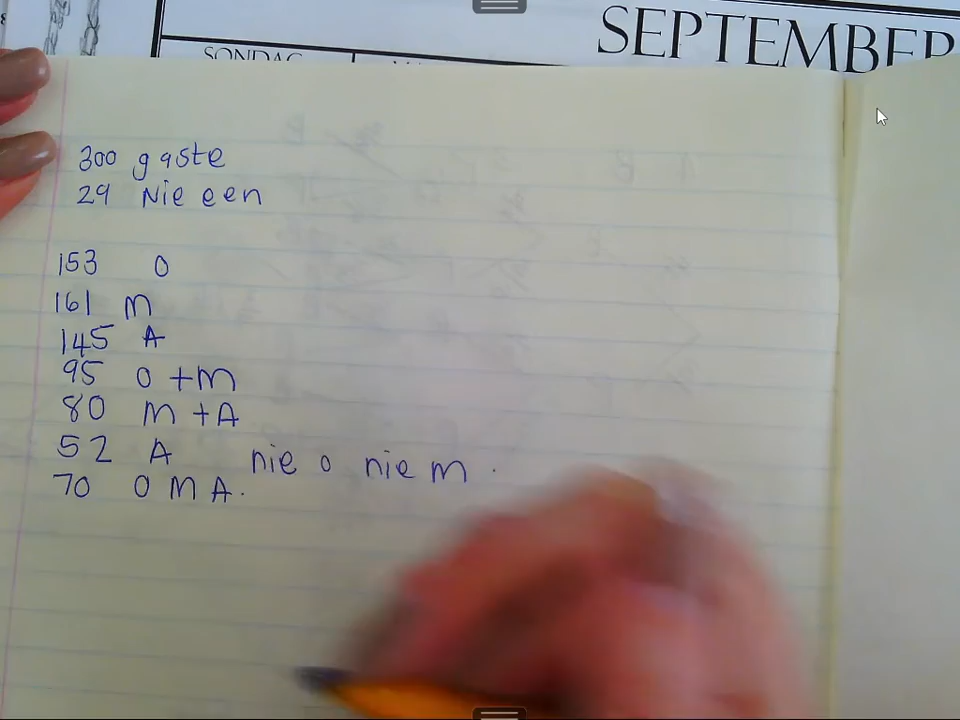 SEPTEMBER
SONDAG
300 gaste
29 Nie een
153 O
161 M
145 A
95 O + M
80 M + A
52 A nie O nie M.
70 O M A.